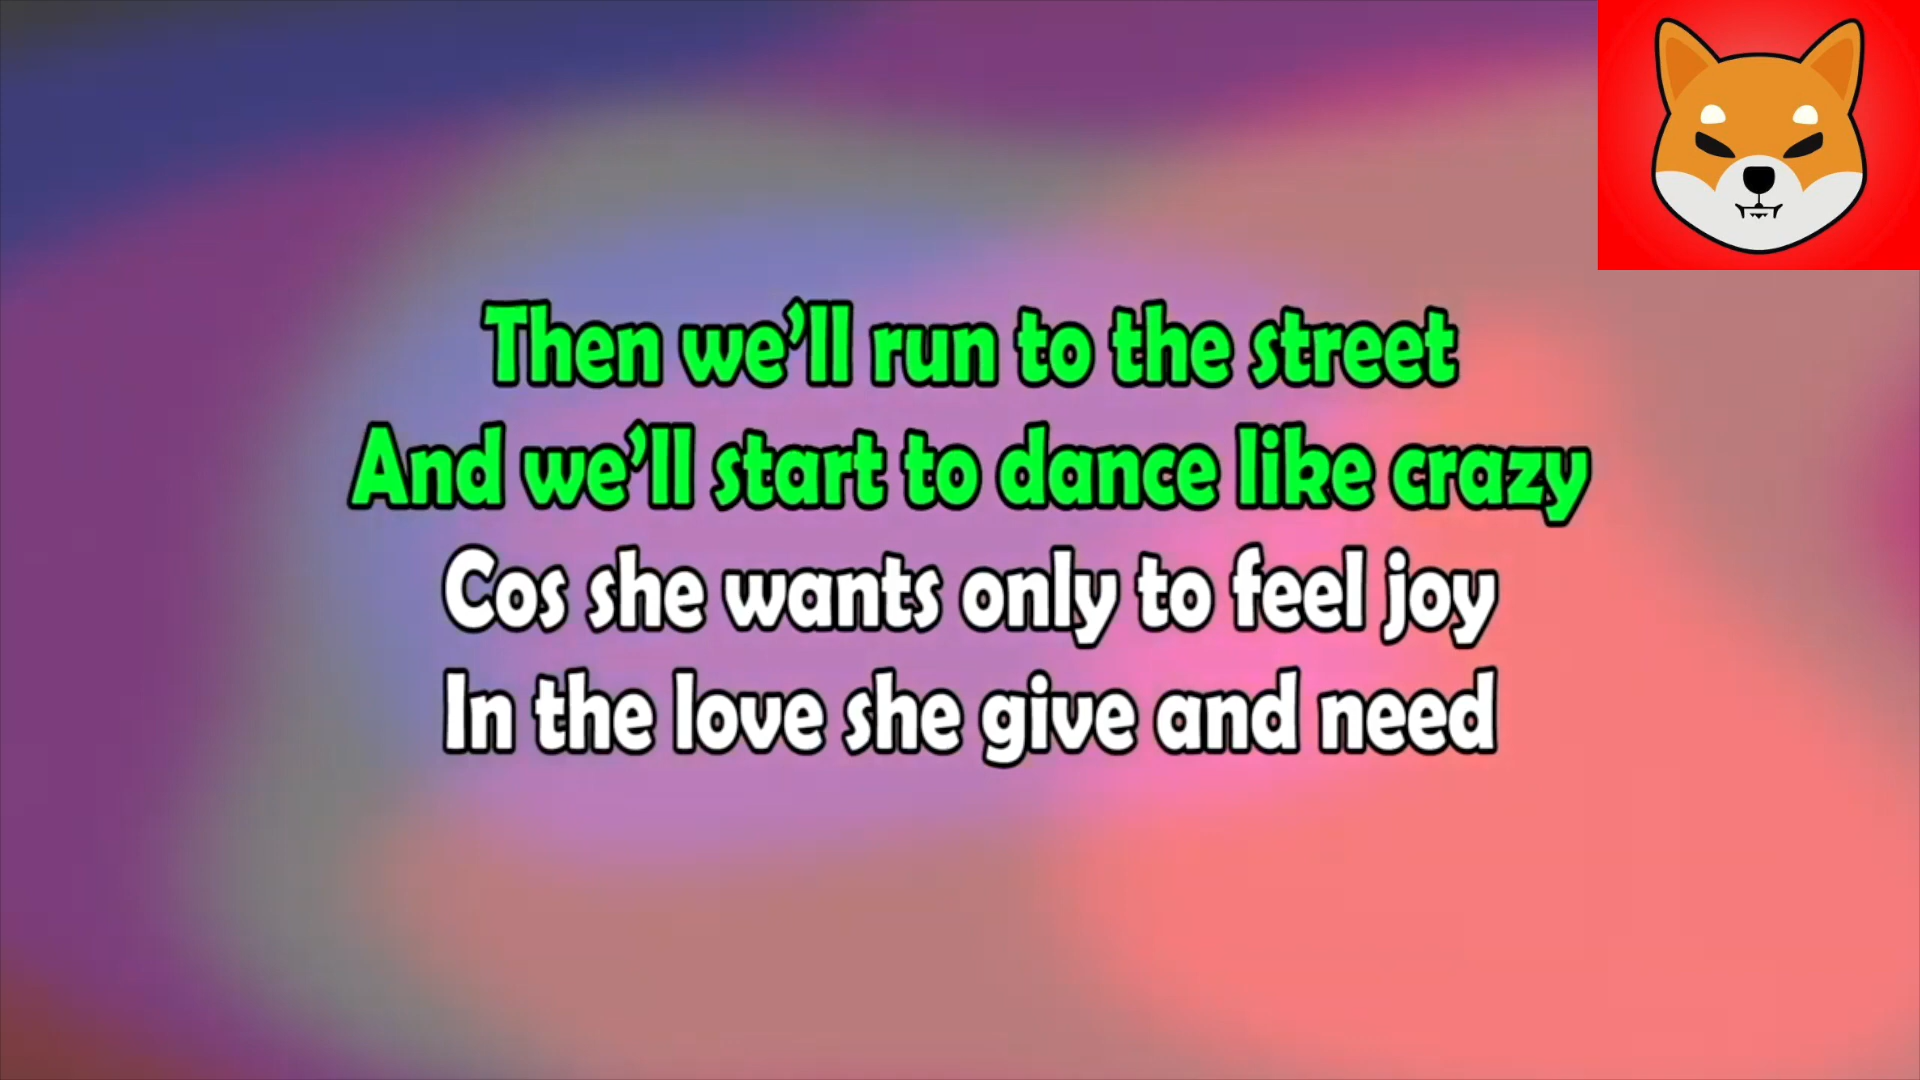 Then we’ll run to the street
And we’ll start to dance like crazy
Cos she wants only to feel joy
In the love she give and need